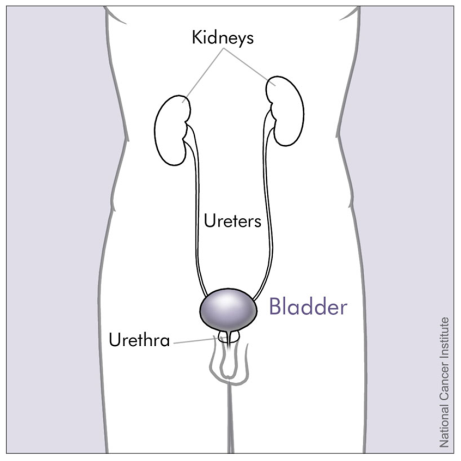 Kidneys
Ureters
Bladder
Urethra
National Cancer Institute